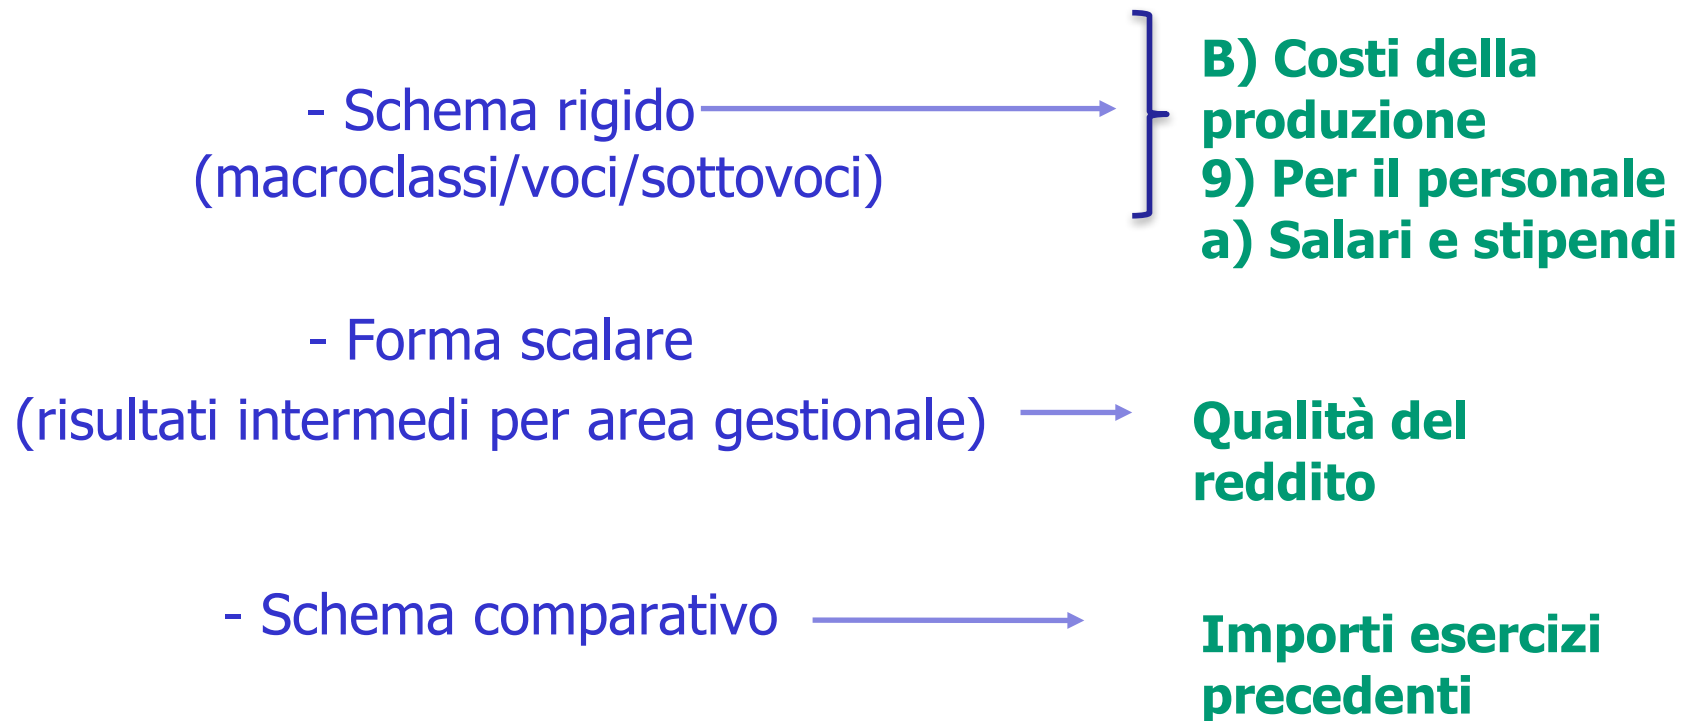 - Schema rigido
(macroclassi/voci/sottovoci)
B) Costi della
produzione
9) Per il personale
a) Salari e stipendi
- Forma scalare
(risultati intermedi per area gestionale)
Qualità del
reddito
- Schema comparativo
Importi esercizi
precedenti